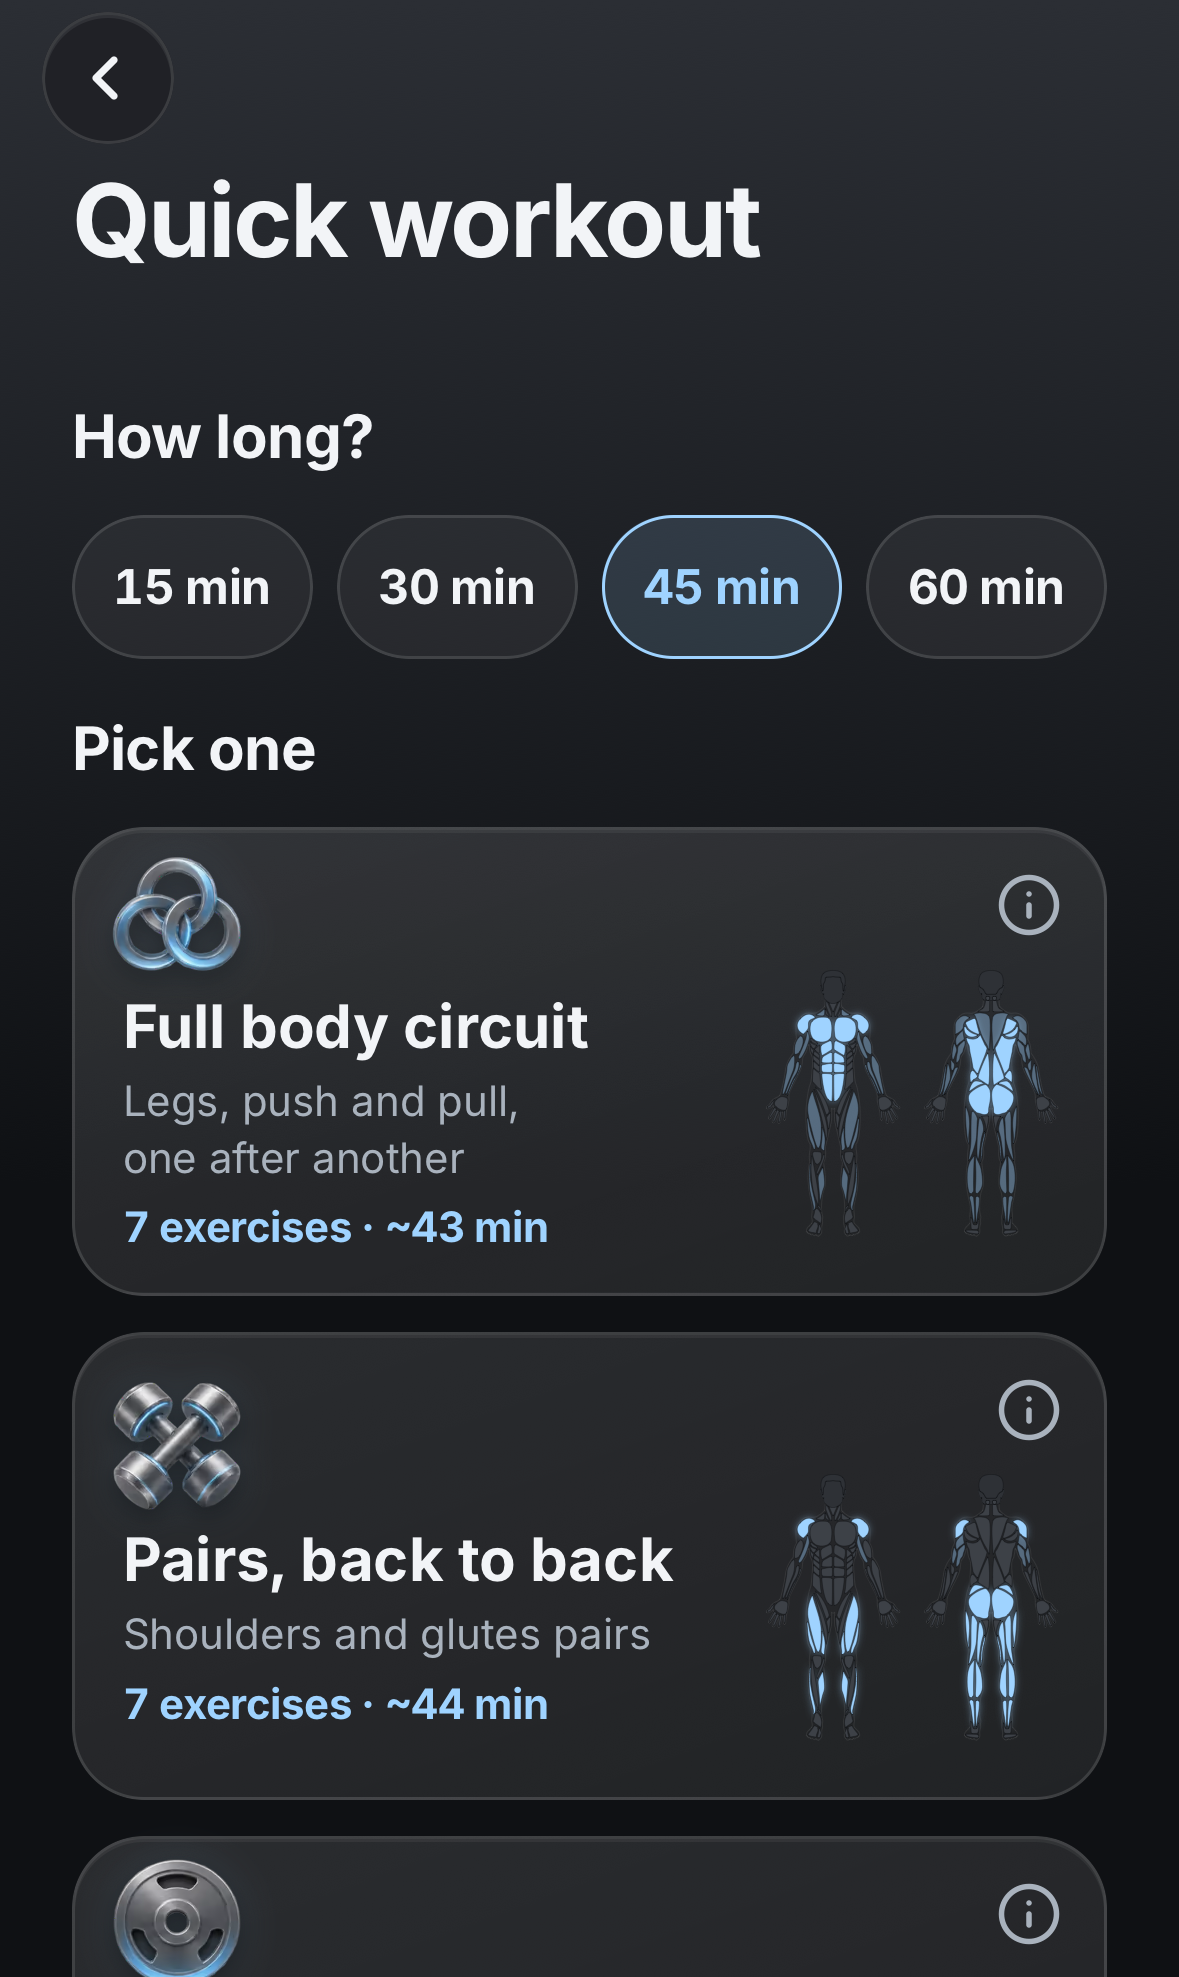 Quick workout
How long?
15 min
30 min
45 min
60 min
Pick one
Full body circuit
Legs, push and pull,
one after another
7 exercises · ~43 min
Pairs, back to back
Shoulders and glutes pairs
7 exercises · ~44 min